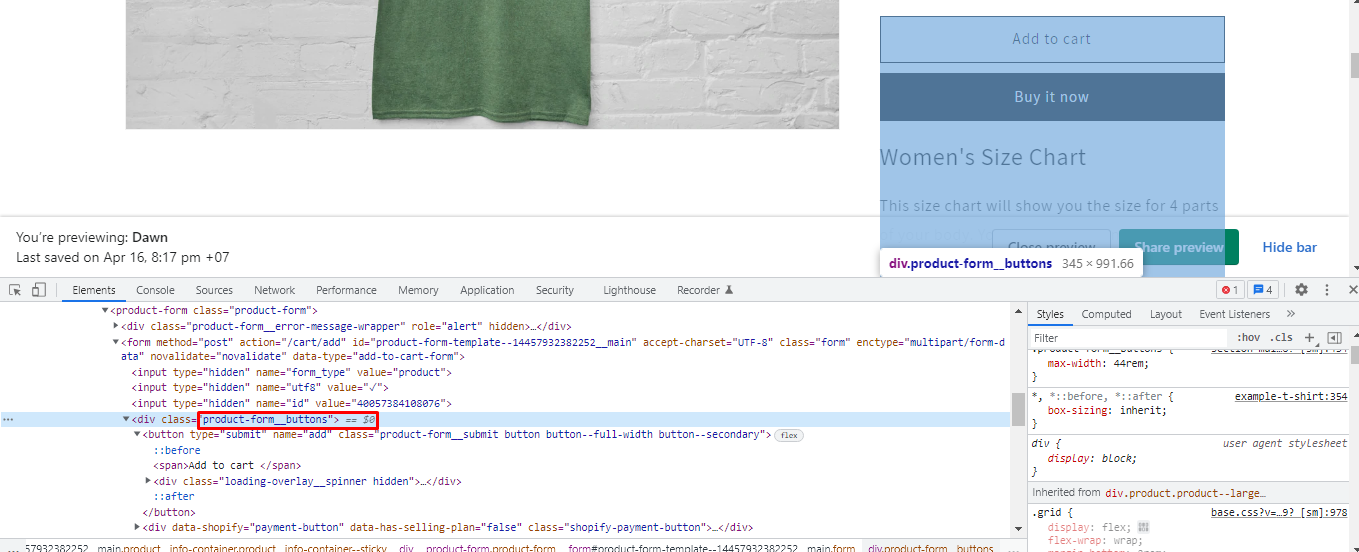 Add to cart
Buy it now
Women's Size Chart
This size chart will show you the size for 4 parts
You're previewing: Dawn
Last saved on Apr 16, 8:17 pm +07
Close preview
Share preview
Hide bar
div.product-form__buttons 345 × 991.66
Elements Console Sources Network Performance Memory Application Security Lighthouse Recorder 1 4
▼<product-form class="product-form">
▶<div class="product-form__error-message-wrapper" role="alert" hidden>…</div>
▼<form method="post" action="/cart/add" id="product-form-template--14457932382252__main" accept-charset="UTF-8" class="form" enctype="multipart/form-d
ata" novalidate="novalidate" data-type="add-to-cart-form">
<input type="hidden" name="form_type" value="product">
<input type="hidden" name="utf8" value="✓">
<input type="hidden" name="id" value="40057384108076">
… ▼<div class="product-form__buttons"> == $0
▼<button type="submit" name="add" class="product-form__submit button button--full-width button--secondary"> flex
::before
<span>Add to cart </span>
▶<div class="loading-overlay__spinner hidden">…</div>
::after
</button>
▶<div data-shopify="payment-button" data-has-selling-plan="false" class="shopify-payment-button">…</div>
57932382252__main.product info-container.product info-container--sticky div product-form.product-form form#product-form-template--14457932382252__main.form div.product-form__buttons
Styles Computed Layout Event Listeners »
Filter :hov .cls +
.product-form__buttons { section-mai…8? [sm]:
max-width: 44rem;
}
*, *::before, *::after { example-t-shirt:354
box-sizing: inherit;
}
div { user agent stylesheet
display: block;
}
Inherited from div.product.product--large…
.grid { base.css?v=…9? [sm]:978
display: flex;
flex-wrap: wrap;